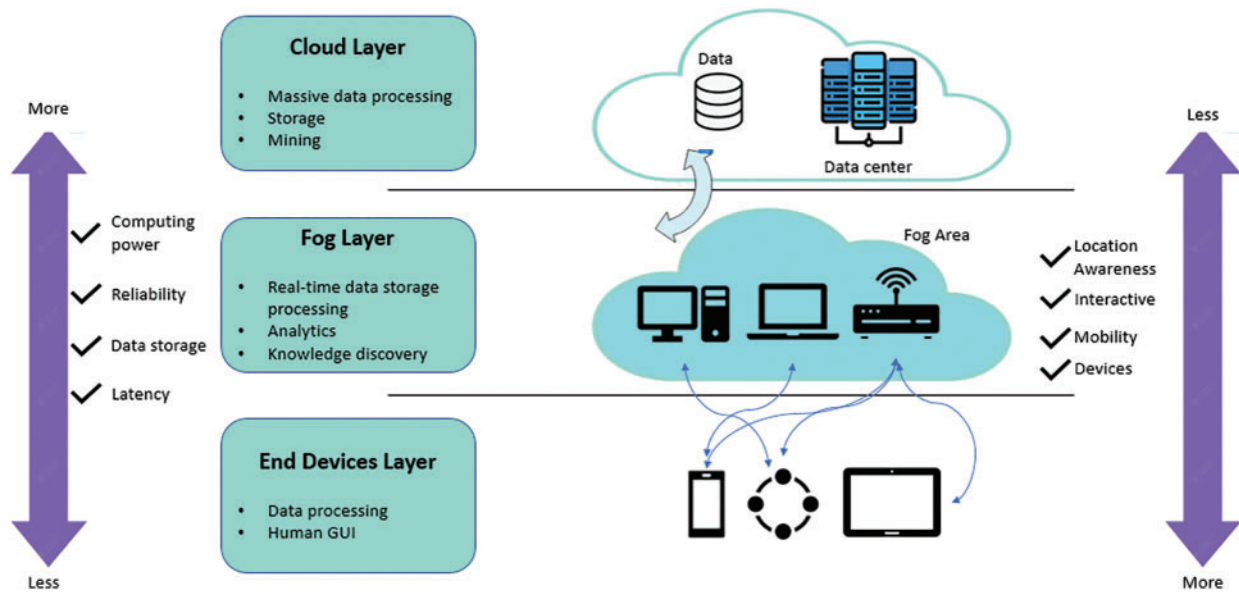 More
Computing
power
Reliability
Data storage
Latency
Less
Cloud Layer
• Massive data processing
• Storage
• Mining
Fog Layer
• Real-time data storage
processing
• Analytics
• Knowledge discovery
End Devices Layer
• Data processing
• Human GUI
Data
Data center
Fog Area
Less
Location
Awareness
Interactive
Mobility
Devices
More